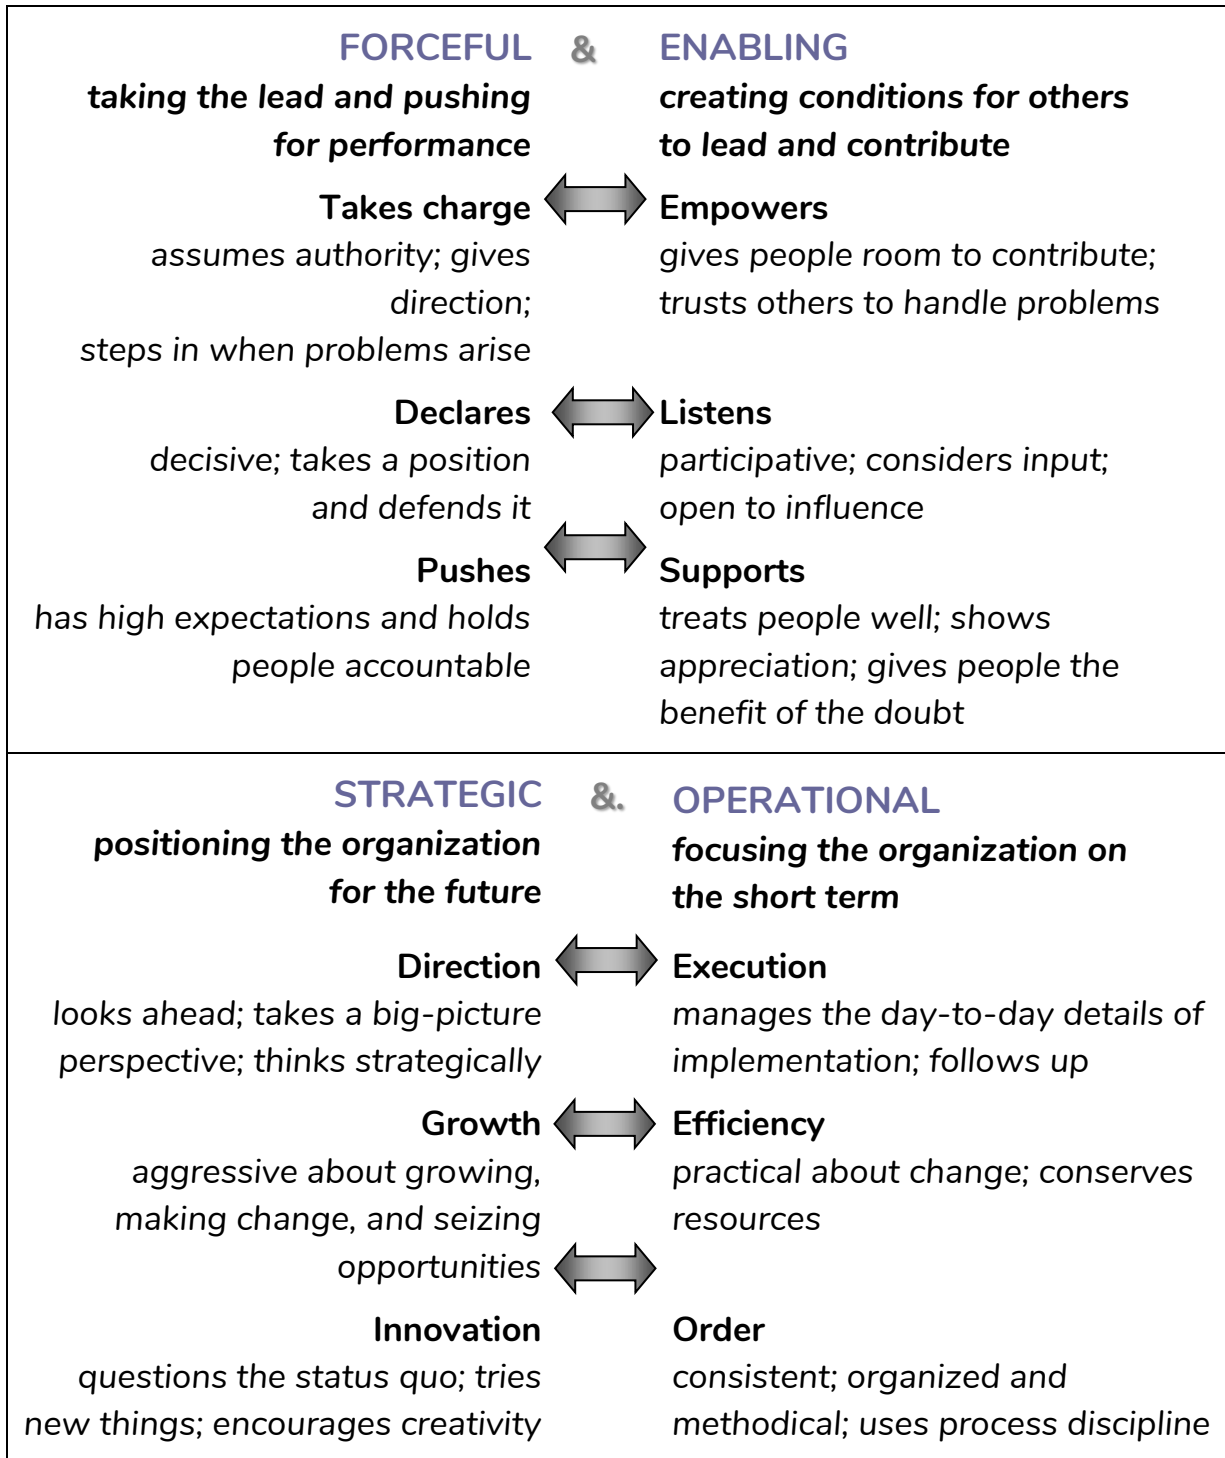 FORCEFUL & ENABLING
taking the lead and pushing
for performance
creating conditions for others
to lead and contribute
Takes charge
assumes authority; gives
direction;
steps in when problems arise
Empowers
gives people room to contribute;
trusts others to handle problems
Declares
decisive; takes a position
and defends it
Listens
participative; considers input;
open to influence
Pushes
has high expectations and holds
people accountable
Supports
treats people well; shows
appreciation; gives people the
benefit of the doubt
STRATEGIC &. OPERATIONAL
positioning the organization
for the future
focusing the organization on
the short term
Direction
looks ahead; takes a big-picture
perspective; thinks strategically
Execution
manages the day-to-day details of
implementation; follows up
Growth
aggressive about growing,
making change, and seizing
opportunities
Efficiency
practical about change; conserves
resources
Innovation
questions the status quo; tries
new things; encourages creativity
Order
consistent; organized and
methodical; uses process discipline